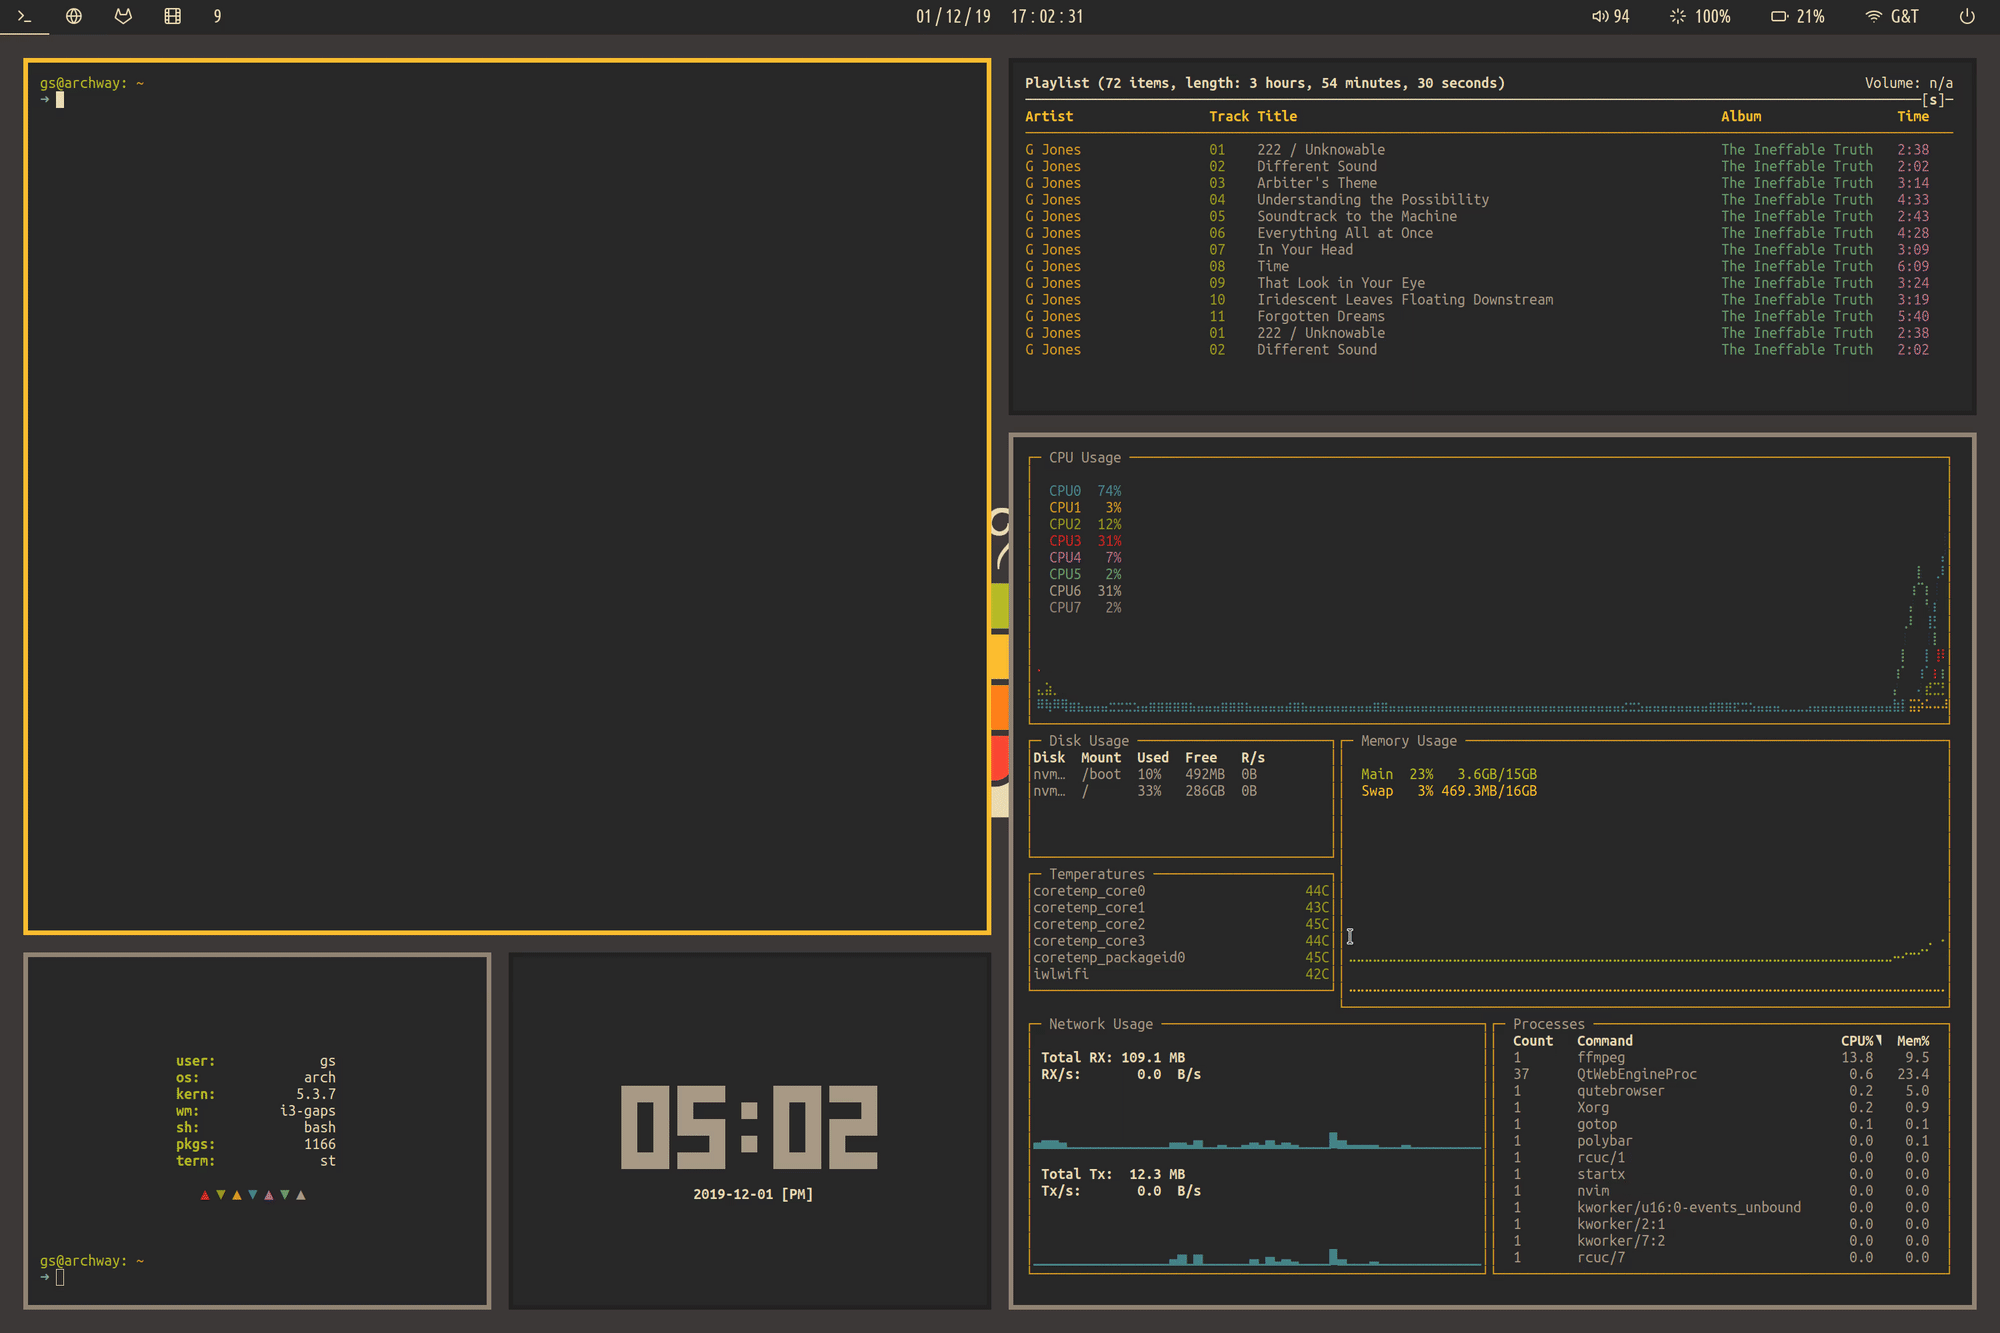 9
01/12/19 17:02:31
94 100% 21% G&T
gs@archway: ~
➜
Playlist (72 items, length: 3 hours, 54 minutes, 30 seconds) Volume: n/a
[s]
Artist Track Title Album Time
G Jones 01 222 / Unknowable The Ineffable Truth 2:38
G Jones 02 Different Sound The Ineffable Truth 2:02
G Jones 03 Arbiter's Theme The Ineffable Truth 3:14
G Jones 04 Understanding the Possibility The Ineffable Truth 4:33
G Jones 05 Soundtrack to the Machine The Ineffable Truth 2:43
G Jones 06 Everything All at Once The Ineffable Truth 4:28
G Jones 07 In Your Head The Ineffable Truth 3:09
G Jones 08 Time The Ineffable Truth 6:09
G Jones 09 That Look in Your Eye The Ineffable Truth 3:24
G Jones 10 Iridescent Leaves Floating Downstream The Ineffable Truth 3:19
G Jones 11 Forgotten Dreams The Ineffable Truth 5:40
G Jones 01 222 / Unknowable The Ineffable Truth 2:38
G Jones 02 Different Sound The Ineffable Truth 2:02
CPU Usage
CPU0 74%
CPU1 3%
CPU2 12%
CPU3 31%
CPU4 7%
CPU5 2%
CPU6 31%
CPU7 2%
Disk Usage
Disk Mount Used Free R/s
nvm… /boot 10% 492MB 0B
nvm… / 33% 286GB 0B
Memory Usage
Main 23% 3.6GB/15GB
Swap 3% 469.3MB/16GB
Temperatures
coretemp_core0 44C
coretemp_core1 43C
coretemp_core2 45C
coretemp_core3 44C
coretemp_packageid0 45C
iwlwifi 42C
Network Usage
Total RX: 109.1 MB
RX/s: 0.0 B/s
Total Tx: 12.3 MB
Tx/s: 0.0 B/s
Processes
Count Command CPU%▼ Mem%
1 ffmpeg 13.8 9.5
37 QtWebEngineProc 0.6 23.4
1 qutebrowser 0.2 5.0
1 Xorg 0.2 0.9
1 gotop 0.1 0.1
1 polybar 0.0 0.1
1 rcuc/1 0.0 0.0
1 startx 0.0 0.0
1 nvim 0.0 0.0
1 kworker/u16:0-events_unbound 0.0 0.0
1 kworker/2:1 0.0 0.0
1 kworker/7:2 0.0 0.0
1 rcuc/7 0.0 0.0
user: gs
os: arch
kern: 5.3.7
wm: i3-gaps
sh: bash
pkgs: 1166
term: st
gs@archway: ~
➜
05:02
2019-12-01 [PM]